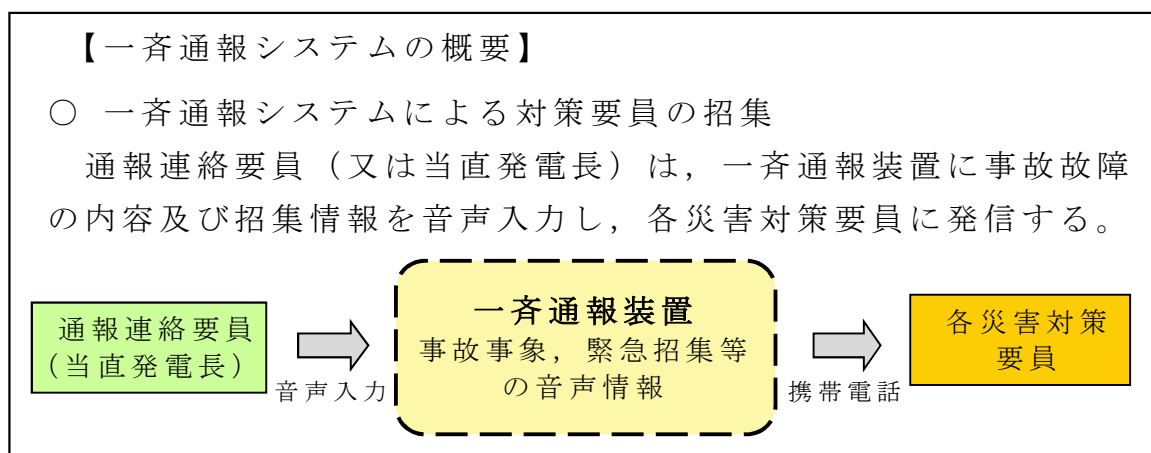 【一斉通報システムの概要】
○ 一斉通報システムによる対策要員の招集
通報連絡要員（又は当直発電長）は，一斉通報装置に事故故障
の内容及び招集情報を音声入力し，各災害対策要員に発信する。
通報連絡要員
（当直発電長）
音声入力
一斉通報装置
事故事象，緊急招集等
の音声情報
携帯電話
各災害対策
要員